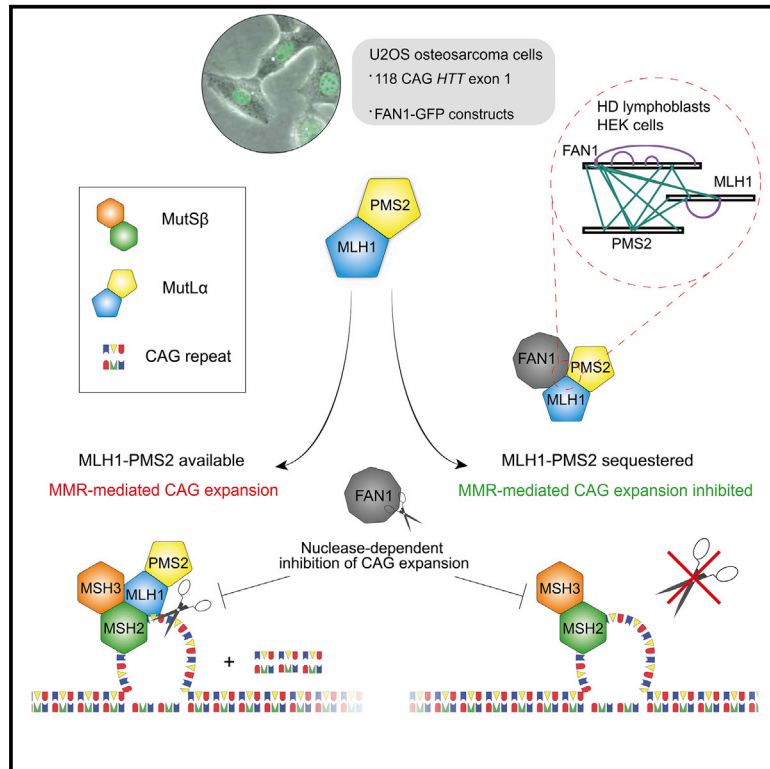 U2OS osteosarcoma cells
· 118 CAG HTT exon 1
· FAN1-GFP constructs
HD lymphoblasts
HEK cells
FAN1
MLH1
PMS2
MutSβ
MutLα
CAG repeat
PMS2
MLH1
FAN1
PMS2
MLH1
MLH1-PMS2 available
MMR-mediated CAG expansion
MLH1-PMS2 sequestered
MMR-mediated CAG expansion inhibited
FAN1
Nuclease-dependent
inhibition of CAG expansion
PMS2
MSH3
MLH1
MSH2
+
MSH3
MSH2